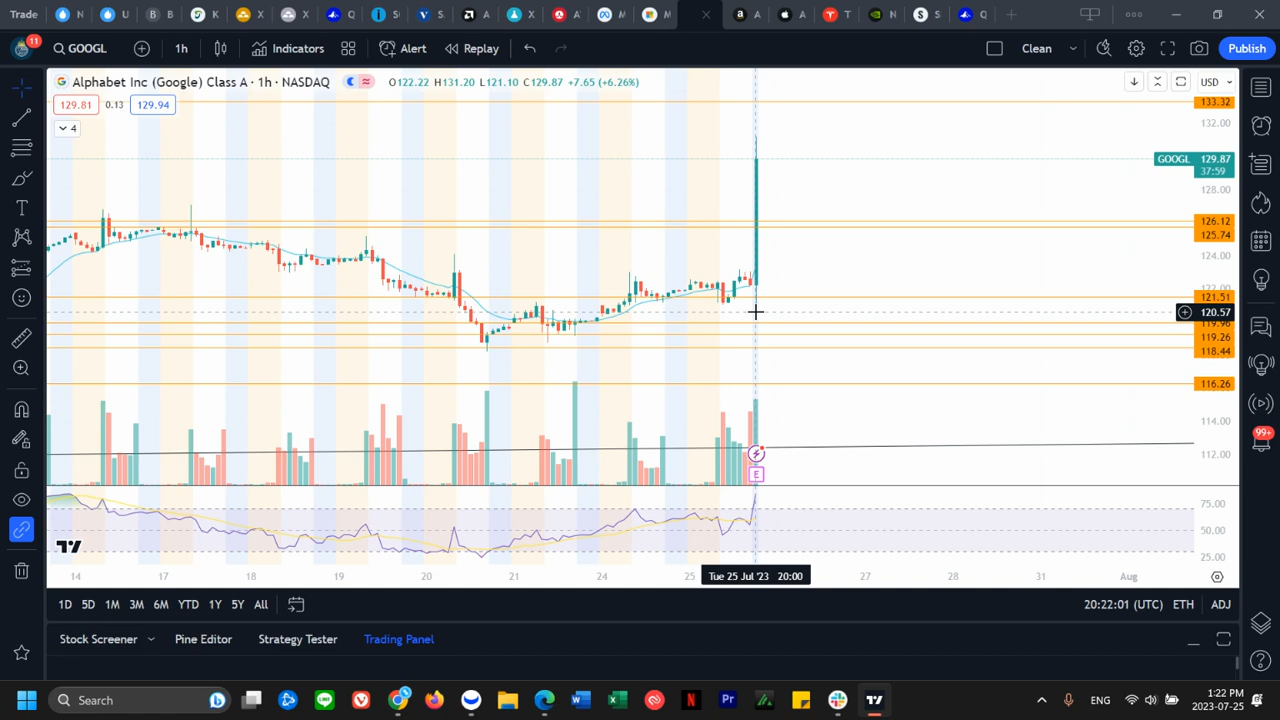 Trade N U B S K X X Q S V A X A M M A A T N S Q
11 GOOGL 1h Indicators Alert Replay Clean Publish
Alphabet Inc (Google) Class A · 1h · NASDAQ O122.22 H131.20 L121.10 C129.87 +7.65 (+6.26%) USD
129.81 0.13 129.94
4
133.32
132.00
GOOGL 129.87
37:59
128.00
126.12
125.74
124.00
121.51
120.57
119.26
118.44
116.26
114.00
99+
112.00
E
75.00
50.00
25.00
14 17 18 19 20 21 24 25 Tue 25 Jul '23 20:00 27 28 31 Aug
1D 5D 1M 3M 6M YTD 1Y 5Y All 20:22:01 (UTC) ETH ADJ
Stock Screener Pine Editor Strategy Tester Trading Panel
Search ENG 1:22 PM
2023-07-25